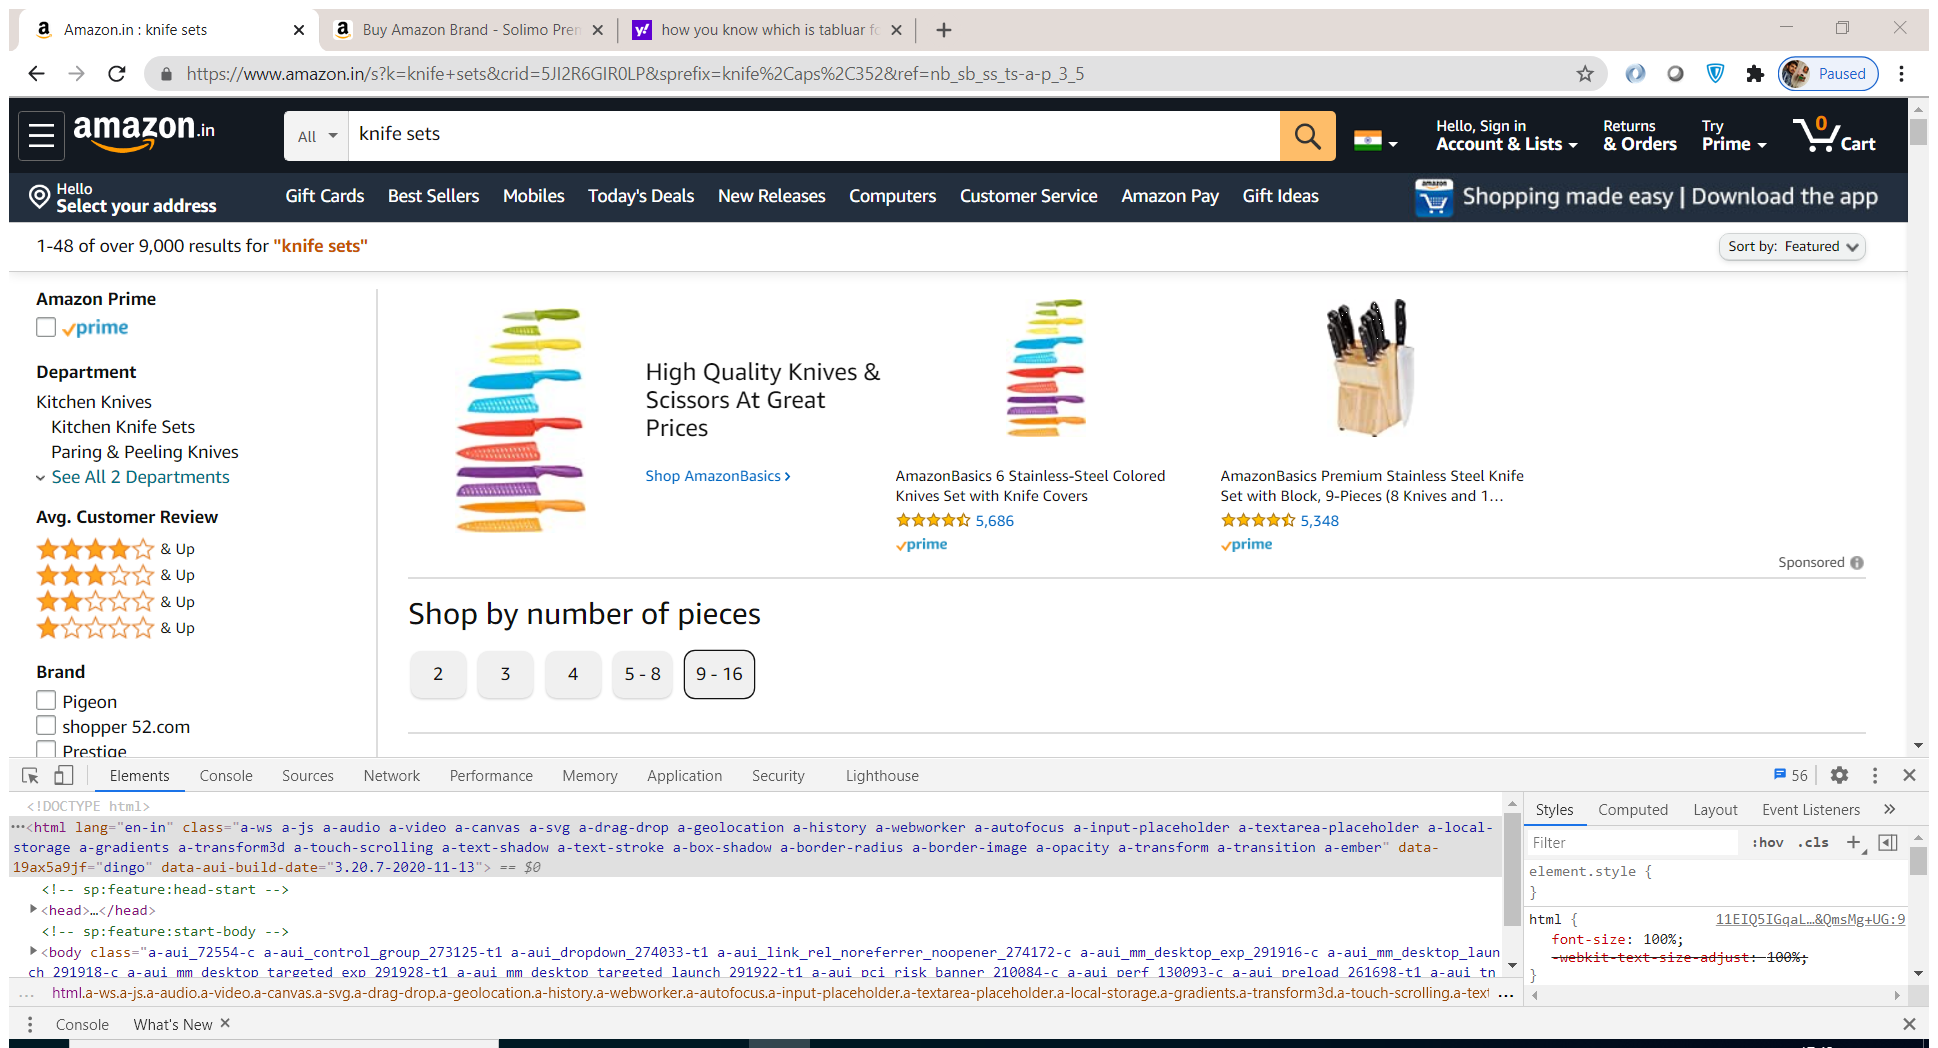 Amazon.in : knife sets
Buy Amazon Brand - Solimo Pren
how you know which is tabluar fo
https://www.amazon.in/s?k=knife+sets&crid=5JI2R6GIR0LP&sprefix=knife%2Caps%2C352&ref=nb_sb_ss_ts-a-p_3_5
Paused
amazon.in
All
knife sets
Hello, Sign in
Account & Lists
Returns
& Orders
Try
Prime
0
Cart
Hello
Select your address
Gift Cards Best Sellers Mobiles Today's Deals New Releases Computers Customer Service Amazon Pay Gift Ideas
amazon
Shopping made easy | Download the app
1-48 of over 9,000 results for "knife sets"
Sort by: Featured
Amazon Prime
prime
Department
Kitchen Knives
Kitchen Knife Sets
Paring & Peeling Knives
See All 2 Departments
Avg. Customer Review
& Up
& Up
& Up
& Up
Brand
Pigeon
shopper 52.com
Prestige
High Quality Knives &
Scissors At Great
Prices
Shop AmazonBasics ›
AmazonBasics 6 Stainless-Steel Colored
Knives Set with Knife Covers
5,686
prime
AmazonBasics Premium Stainless Steel Knife
Set with Block, 9-Pieces (8 Knives and 1...
5,348
prime
Sponsored
Shop by number of pieces
2 3 4 5 - 8 9 - 16
Elements Console Sources Network Performance Memory Application Security Lighthouse
56
<!DOCTYPE html>
<html lang="en-in" class="a-ws a-js a-audio a-video a-canvas a-svg a-drag-drop a-geolocation a-history a-webworker a-autofocus a-input-placeholder a-textarea-placeholder a-local-
storage a-gradients a-transform3d a-touch-scrolling a-text-shadow a-text-stroke a-box-shadow a-border-radius a-border-image a-opacity a-transform a-transition a-ember" data-
19ax5a9jf="dingo" data-aui-build-date="3.20.7-2020-11-13"> == $0
<!-- sp:feature:head-start -->
<head>…</head>
<!-- sp:feature:start-body -->
<body class="a-aui_72554-c a-aui_control_group_273125-t1 a-aui_dropdown_274033-t1 a-aui_link_rel_noreferrer_noopener_274172-c a-aui_mm_desktop_exp_291916-c a-aui_mm_desktop_laun
ch_291918-c a-aui_mm_desktop_targeted_exp_291928-t1 a-aui_mm_desktop_targeted_launch_291922-t1 a-aui_pci_risk_banner_210084-c a-aui_perf_130093-c a-aui_preload_261698-t1 a-aui_tn
... html.a-ws.a-js.a-audio.a-video.a-canvas.a-svg.a-drag-drop.a-geolocation.a-history.a-webworker.a-autofocus.a-input-placeholder.a-textarea-placeholder.a-local-storage.a-gradients.a-transform3d.a-touch-scrolling.a-text ...
Styles Computed Layout Event Listeners »
Filter
:hov .cls +
element.style {
}
html {
11EIQ5IGqaL…&QmsMg+UG:9
font-size: 100%;
-webkit-text-size-adjust: 100%;
}
Console What's New